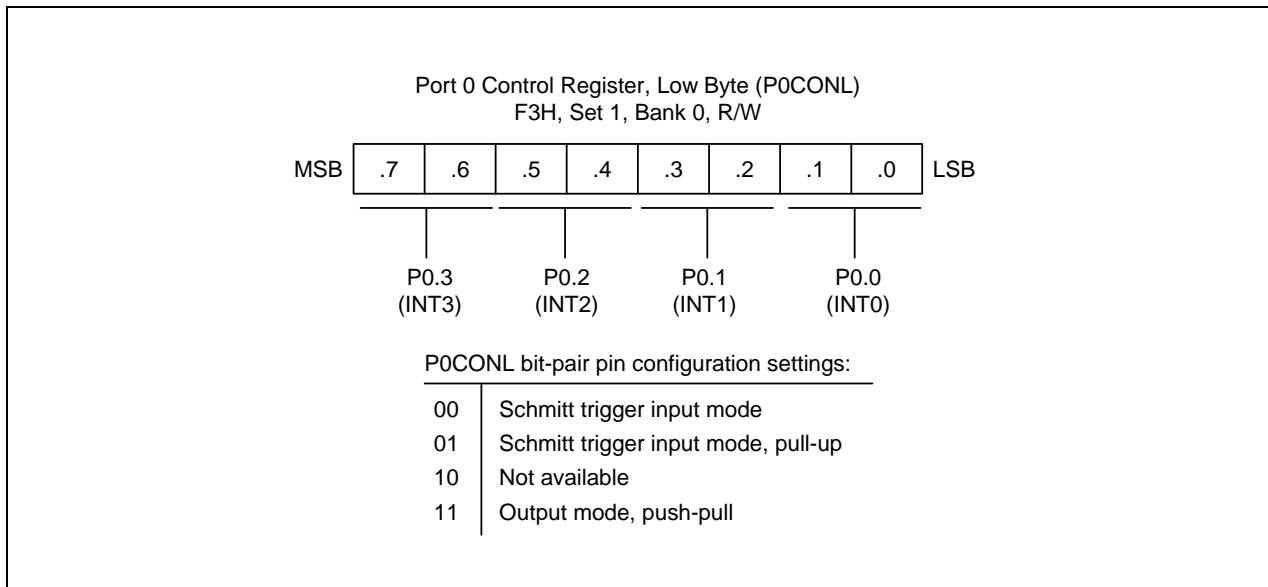 Port 0 Control Register, Low Byte (P0CONL)
F3H, Set 1, Bank 0, R/W
MSB .7 .6 .5 .4 .3 .2 .1 .0 LSB
P0.3 P0.2 P0.1 P0.0
(INT3) (INT2) (INT1) (INT0)
P0CONL bit-pair pin configuration settings:
00 Schmitt trigger input mode
01 Schmitt trigger input mode, pull-up
10 Not available
11 Output mode, push-pull